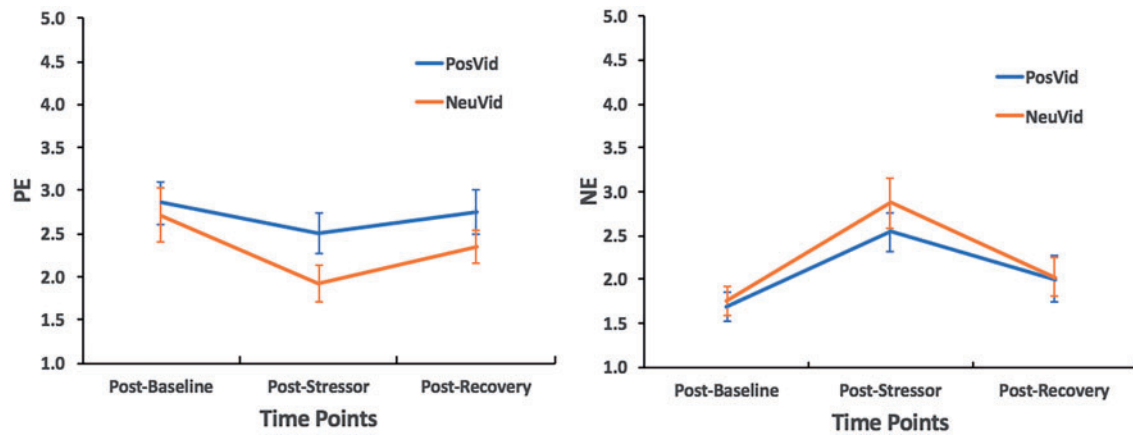 5.0
4.5
4.0
3.5
3.0
2.5
2.0
1.5
1.0
PE
PosVid
NeuVid
Post-Baseline Post-Stressor Post-Recovery
Time Points
5.0
4.5
4.0
3.5
3.0
2.5
2.0
1.5
1.0
NE
PosVid
NeuVid
Post-Baseline Post-Stressor Post-Recovery
Time Points